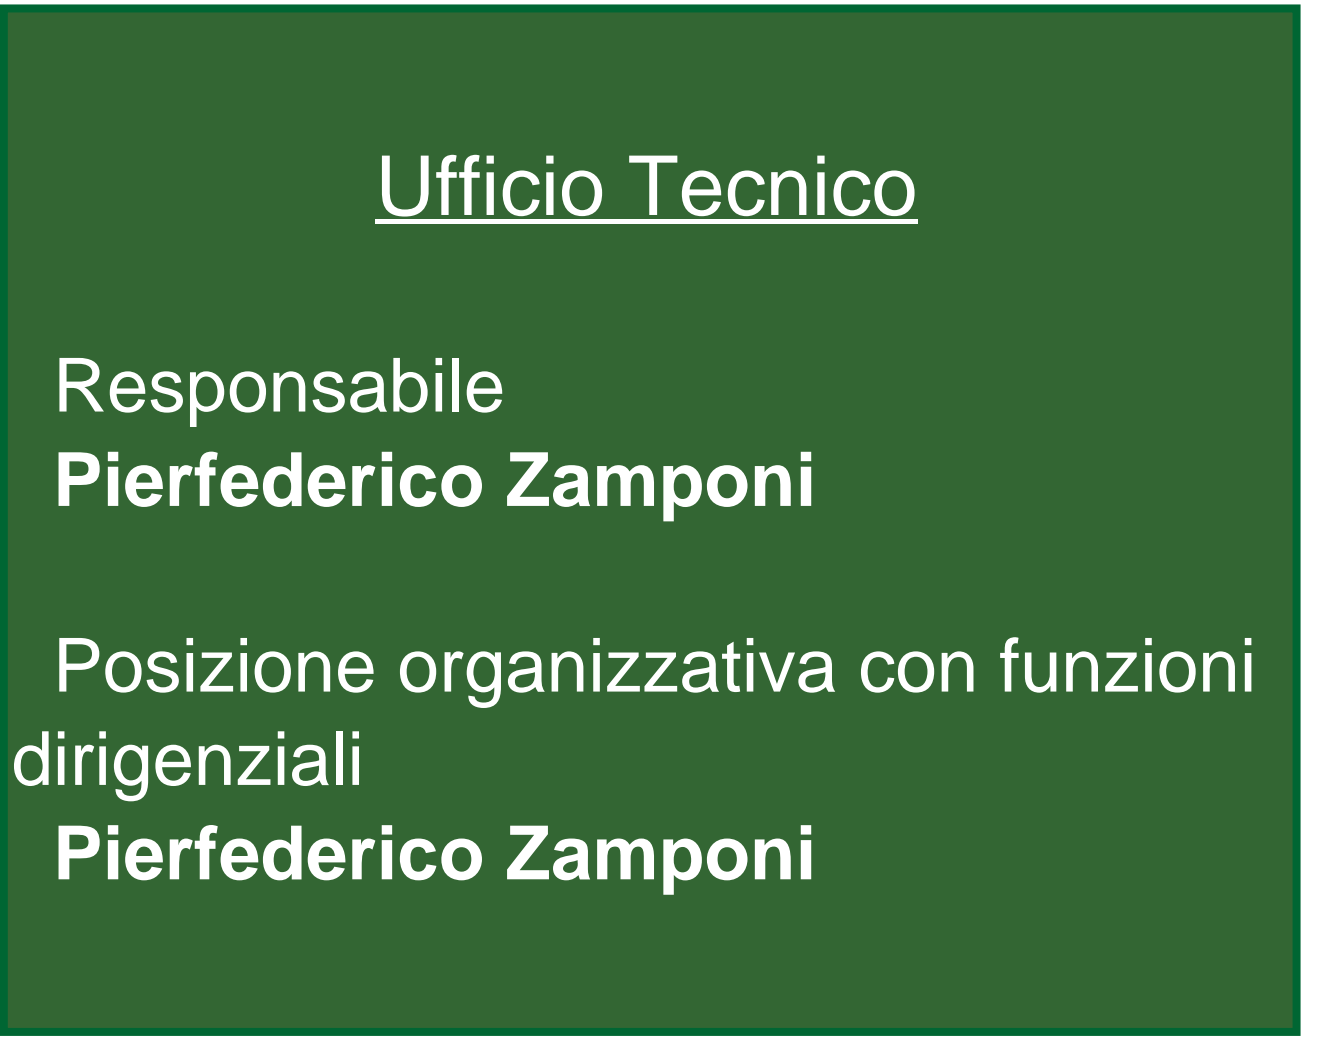 Ufficio Tecnico
Responsabile
Pierfederico Zamponi
Posizione organizzativa con funzioni
dirigenziali
Pierfederico Zamponi